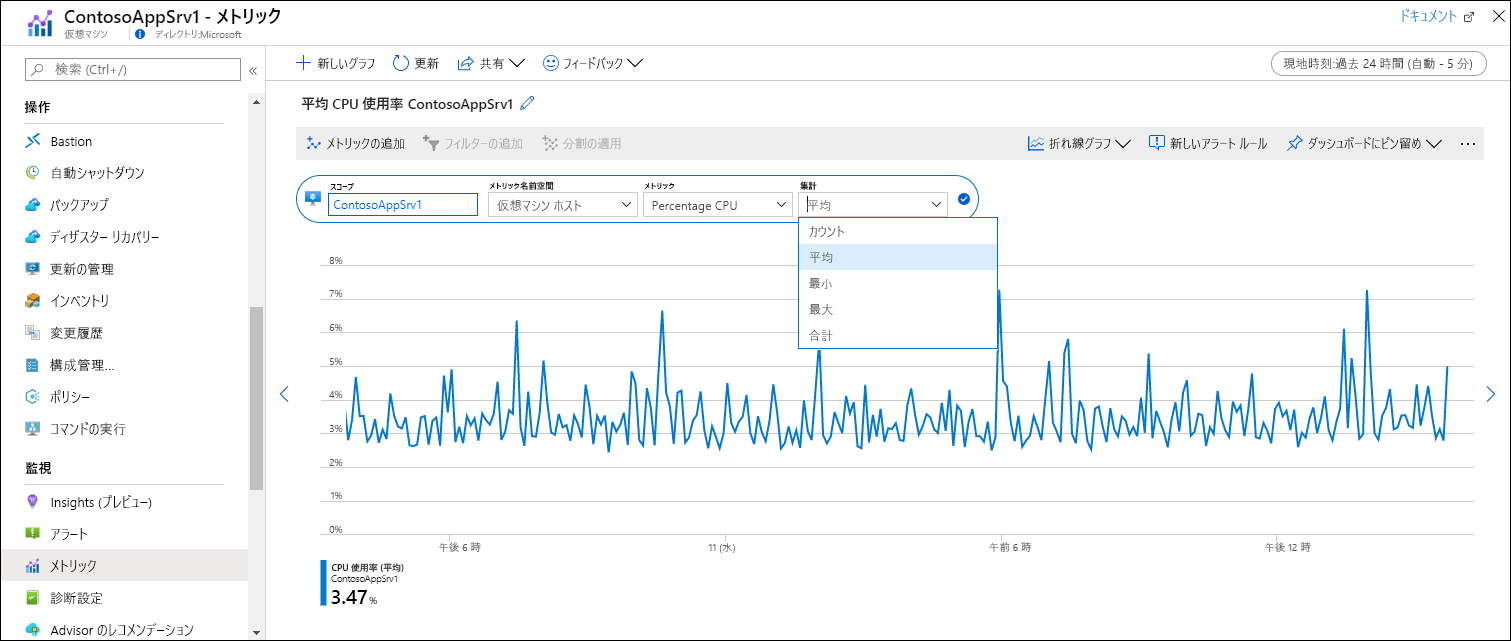 ContosoAppSrv1 - メトリック
仮想マシン ディレクトリ:Microsoft
ドキュメント
検索 (Ctrl+/)
操作
Bastion
自動シャットダウン
バックアップ
ディザスター リカバリー
更新の管理
インベントリ
変更履歴
構成管理...
ポリシー
コマンドの実行
監視
Insights (プレビュー)
アラート
メトリック
診断設定
Advisor のレコメンデーション
新しいグラフ 更新 共有 フィードバック 現地時刻:過去 24 時間 (自動 - 5 分)
平均 CPU 使用率 ContosoAppSrv1
メトリックの追加 フィルターの追加 分割の適用 折れ線グラフ 新しいアラート ルール ダッシュボードにピン留め
スコープ メトリック名前空間 メトリック 集計
ContosoAppSrv1 仮想マシン ホスト Percentage CPU 平均
カウント
平均
最小
最大
合計
8%
7%
6%
5%
4%
3%
2%
1%
0%
午後 6 時 11 (水) 午前 6 時 午後 12 時
CPU 使用率 (平均)
ContosoAppSrv1
3.47 %